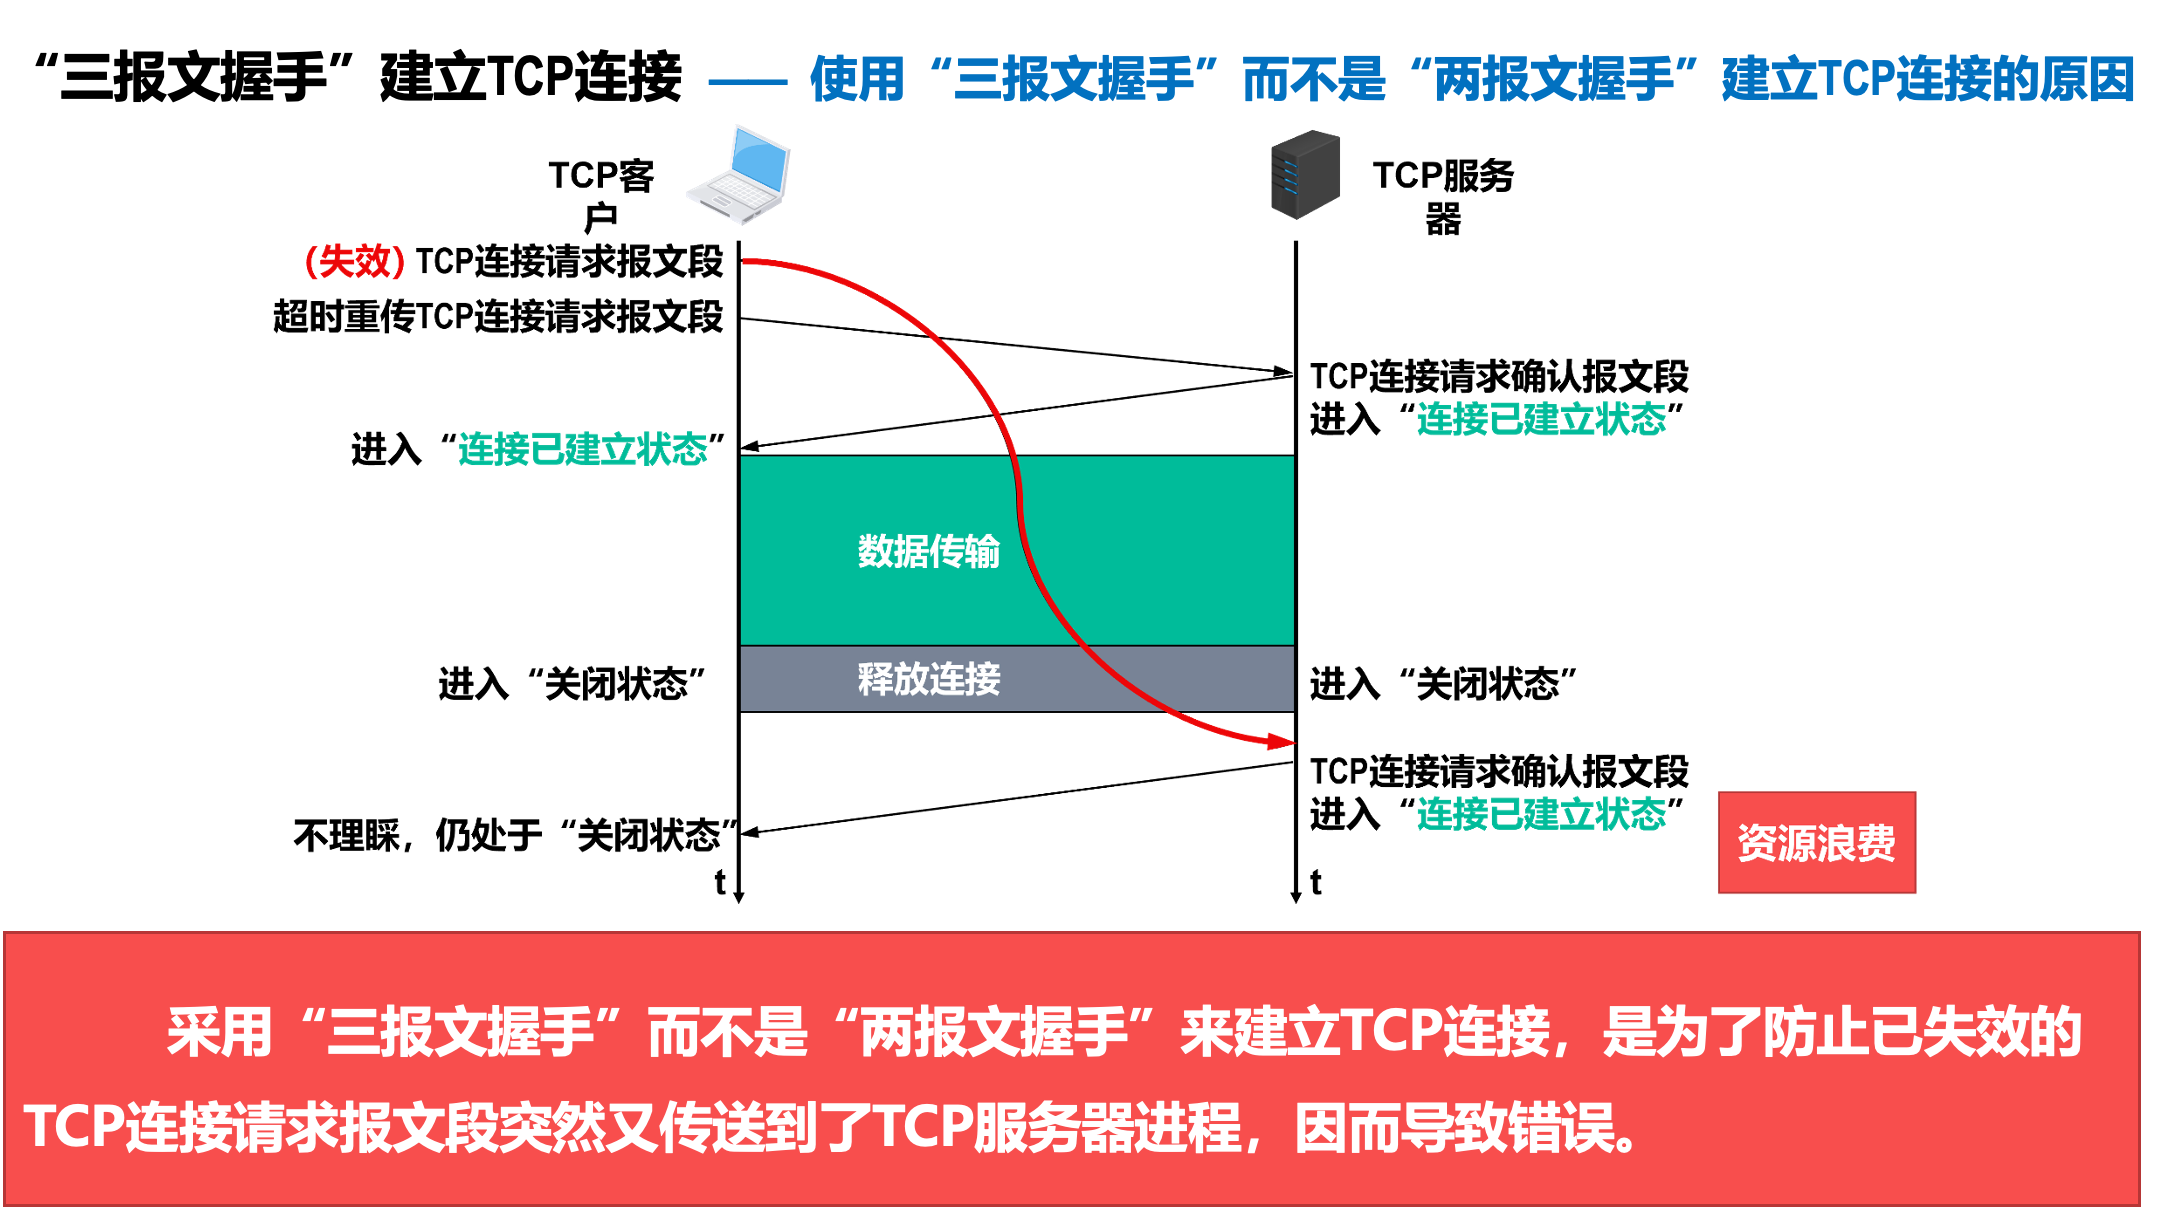 “三报文握手”建立TCP连接 —— 使用“三报文握手”而不是“两报文握手”建立TCP连接的原因
TCP客
户
TCP服务
器
（失效）TCP连接请求报文段
超时重传TCP连接请求报文段
TCP连接请求确认报文段
进入“连接已建立状态”
进入“连接已建立状态”
数据传输
释放连接
进入“关闭状态”
进入“关闭状态”
TCP连接请求确认报文段
进入“连接已建立状态”
资源浪费
不理睬，仍处于“关闭状态”
t
t
采用“三报文握手”而不是“两报文握手”来建立TCP连接，是为了防止已失效的
TCP连接请求报文段突然又传送到了TCP服务器进程，因而导致错误。